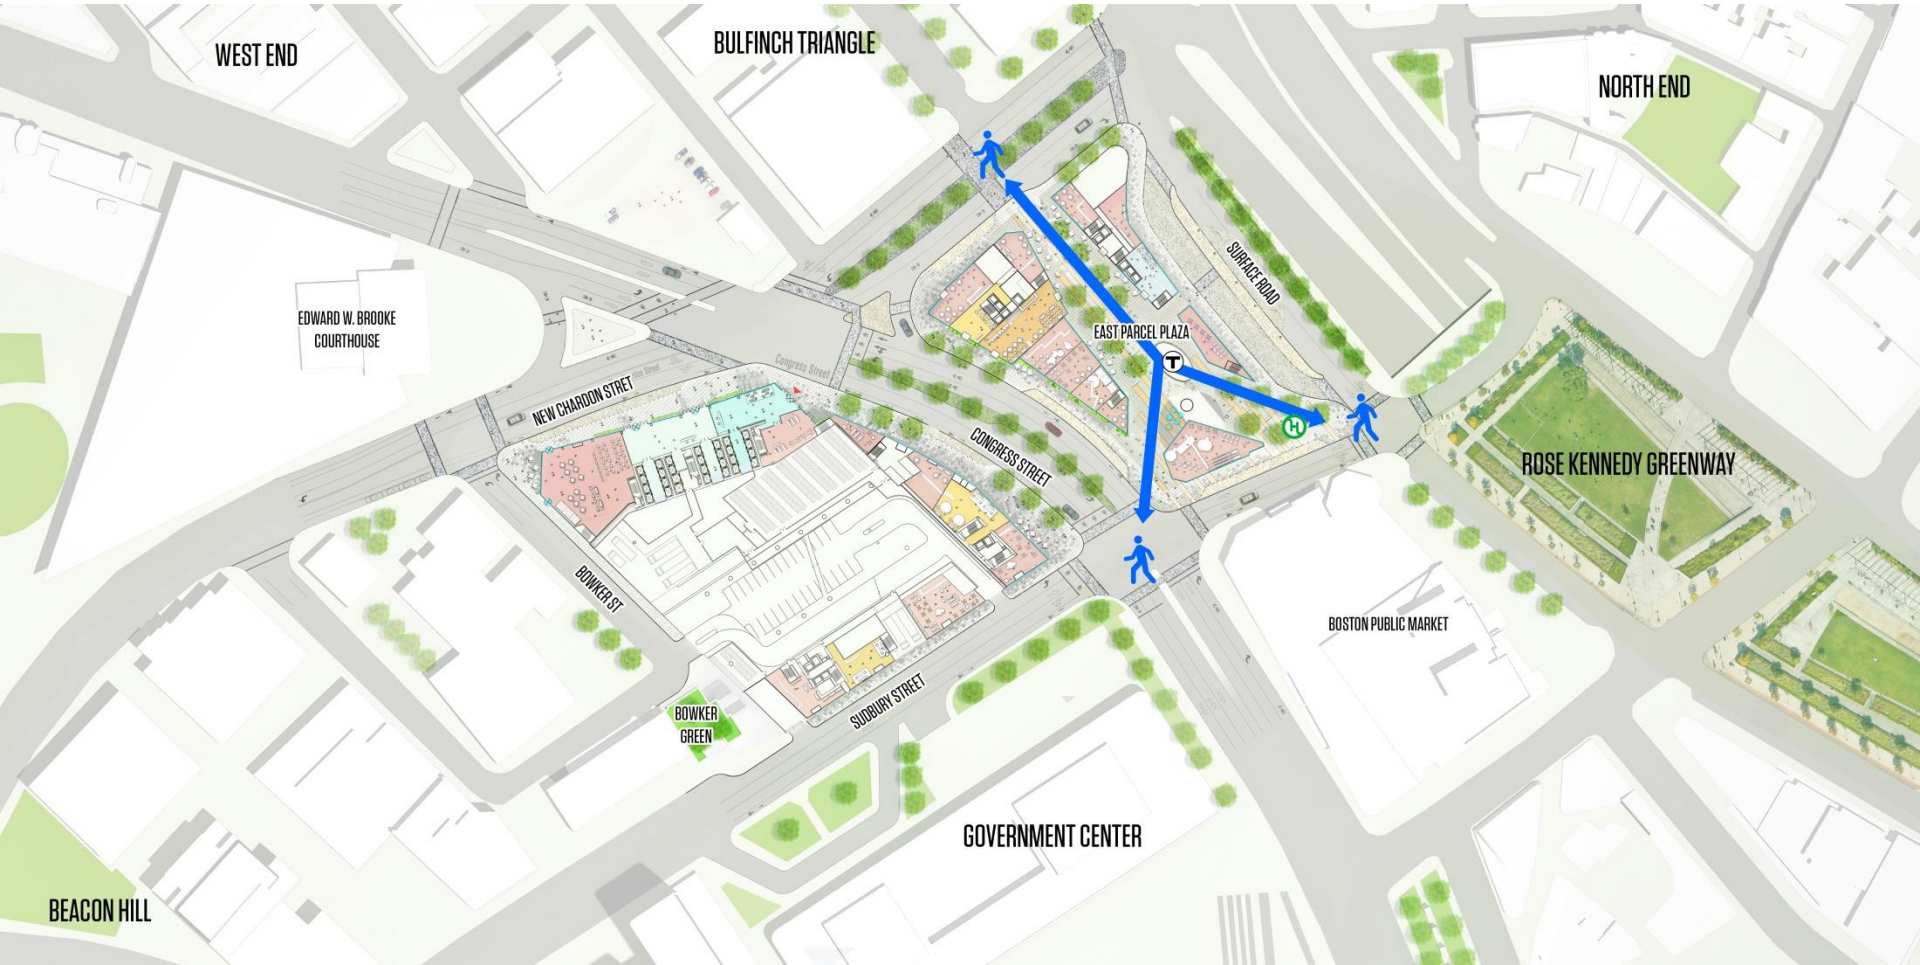 BULFINCH TRIANGLE
WEST END
NORTH END
SURFACE ROAD
EDWARD W. BROOKE
COURTHOUSE
EAST PARCEL PLAZA
T
Congress Street
NEW CHARDON STRET
H
CONGRESS STREET
ROSE KENNEDY GREENWAY
BOWKER ST
BOSTON PUBLIC MARKET
SUDBURY STREET
BOWKER
GREEN
GOVERNMENT CENTER
BEACON HILL